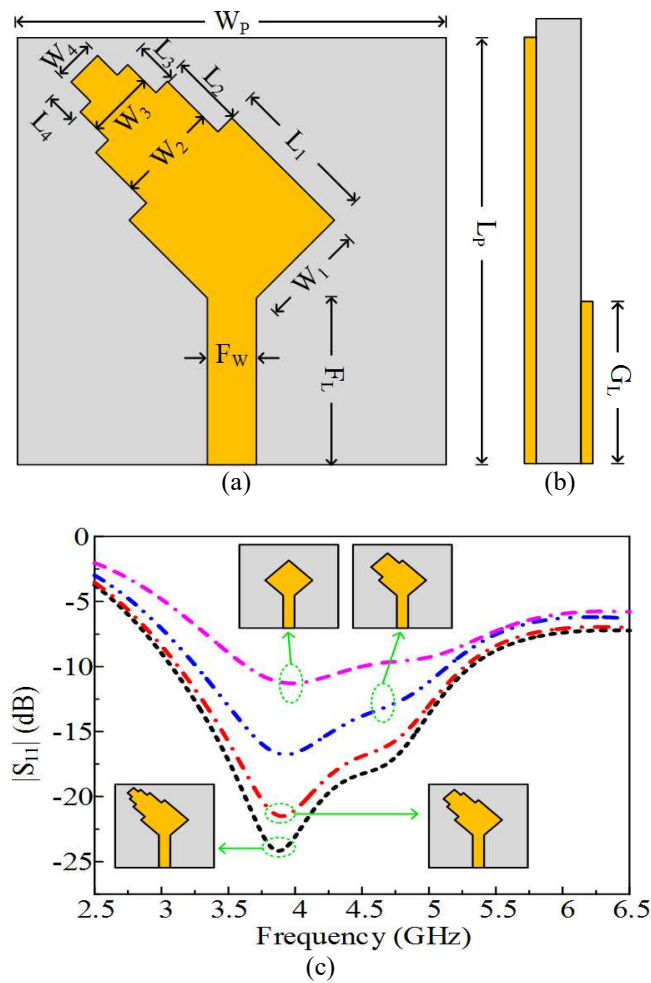 W_P
W_4
L_3
L_2
W_3
L_4
W_2
L_1
W_1
L_P
F_W
F_L
G_L
(a)
(b)
0
-5
-10
-15
-20
-25
|S_11| (dB)
2.5 3 3.5 4 4.5 5 5.5 6 6.5
Frequency (GHz)
(c)